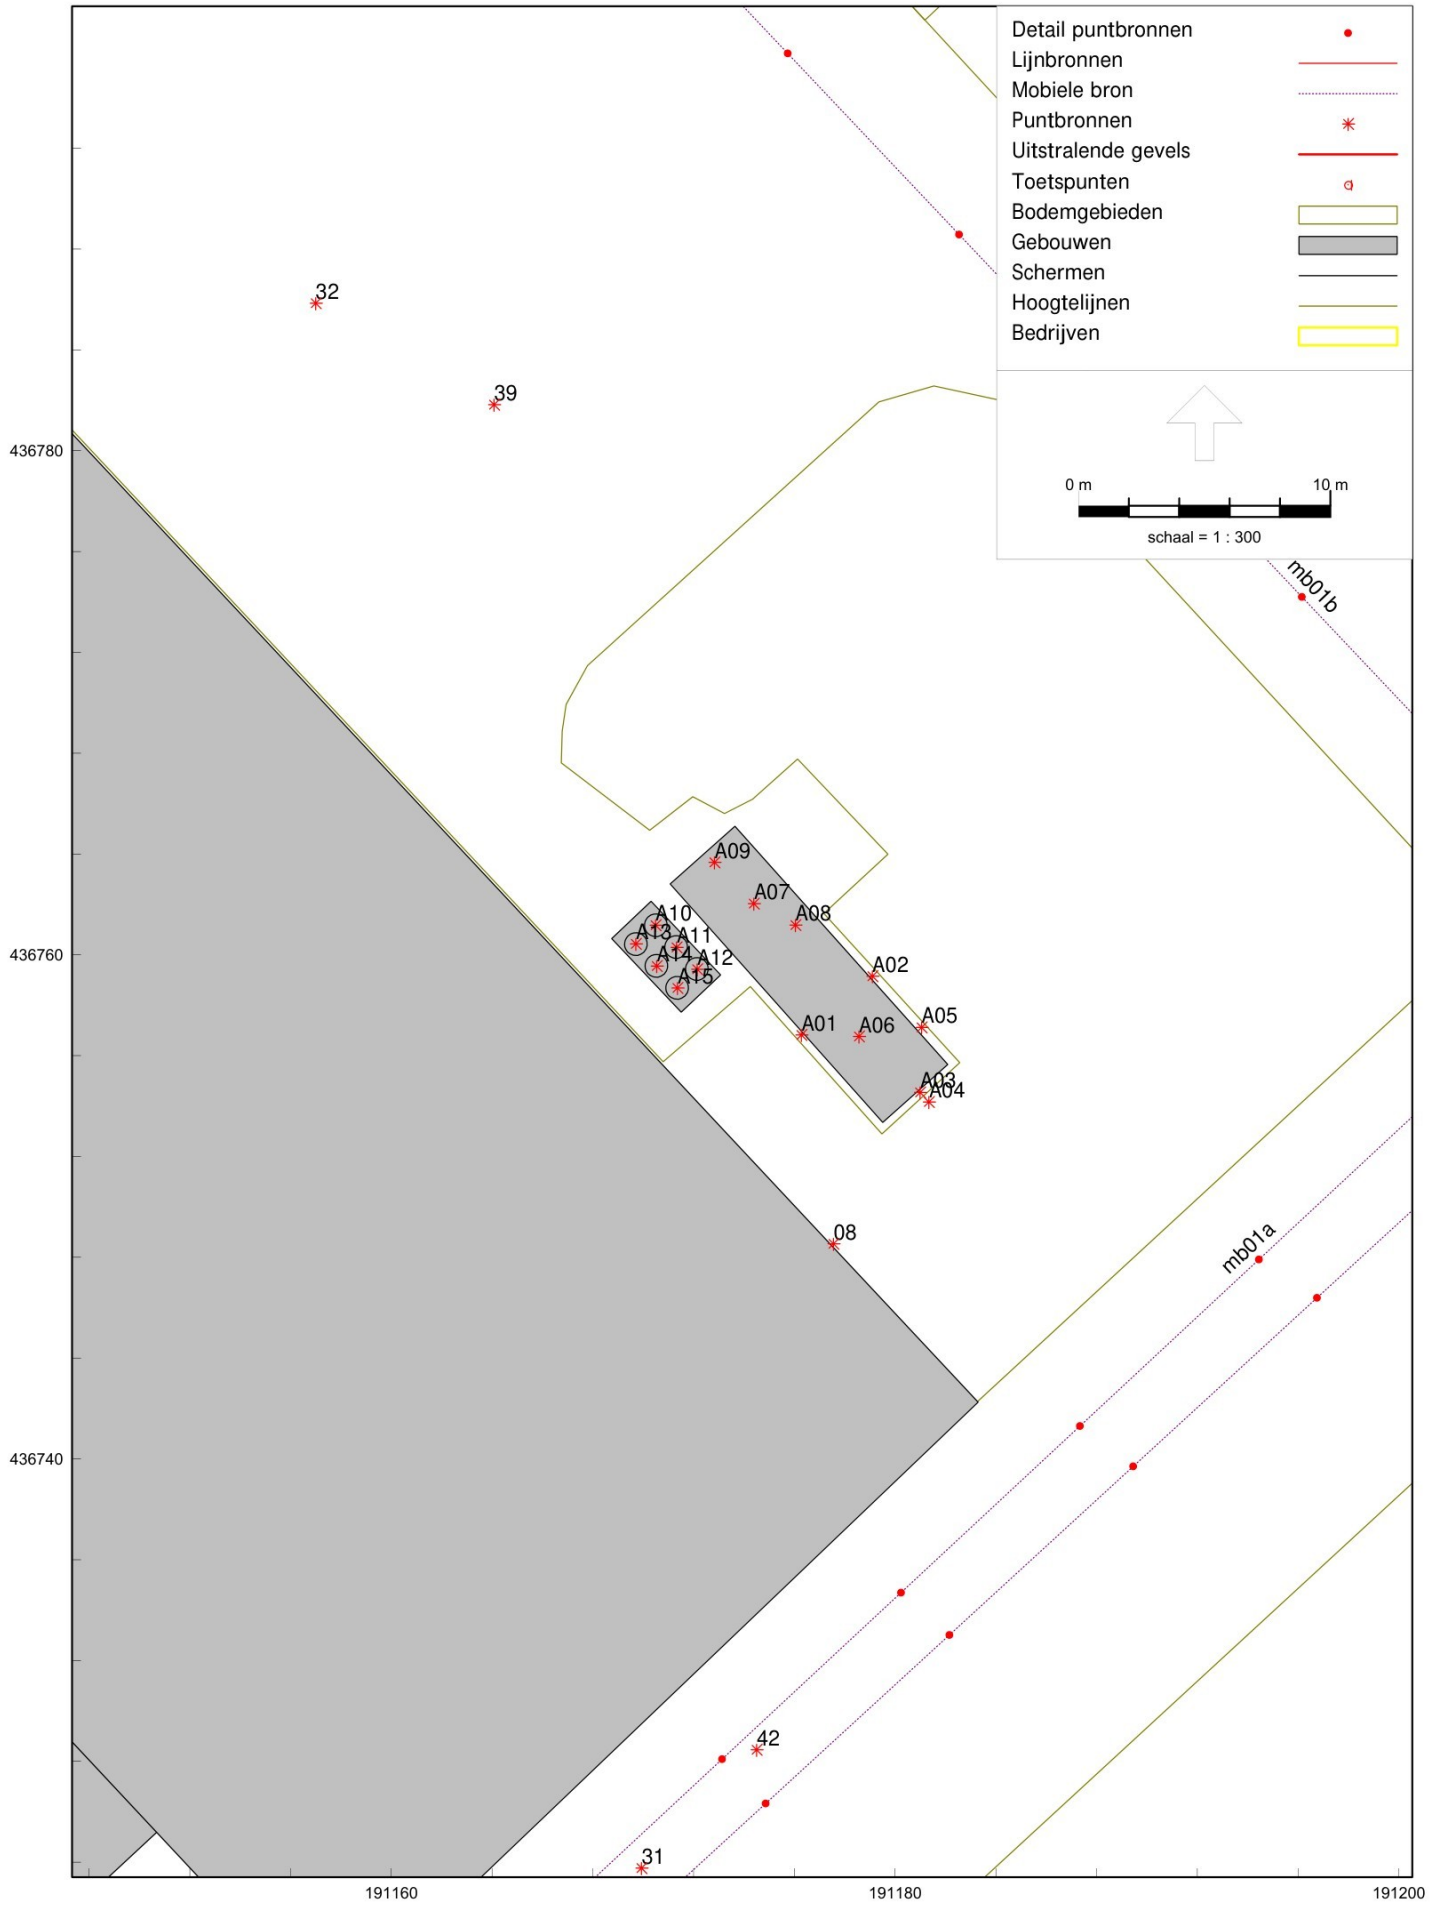 Detail puntbronnen
Lijnbronnen
Mobiele bron
Puntbronnen
Uitstralende gevels
Toetspunten
Bodemgebieden
Gebouwen
Schermen
Hoogtelijnen
Bedrijven
32
39
436780
0 m 10 m
schaal = 1 : 300
mb01b
A09
A07
A08
A10
A13
A11
A14
A12
A15
436760
A02
A05
A01
A06
A03
A04
08
mb01a
436740
42
31
191160
191180
191200